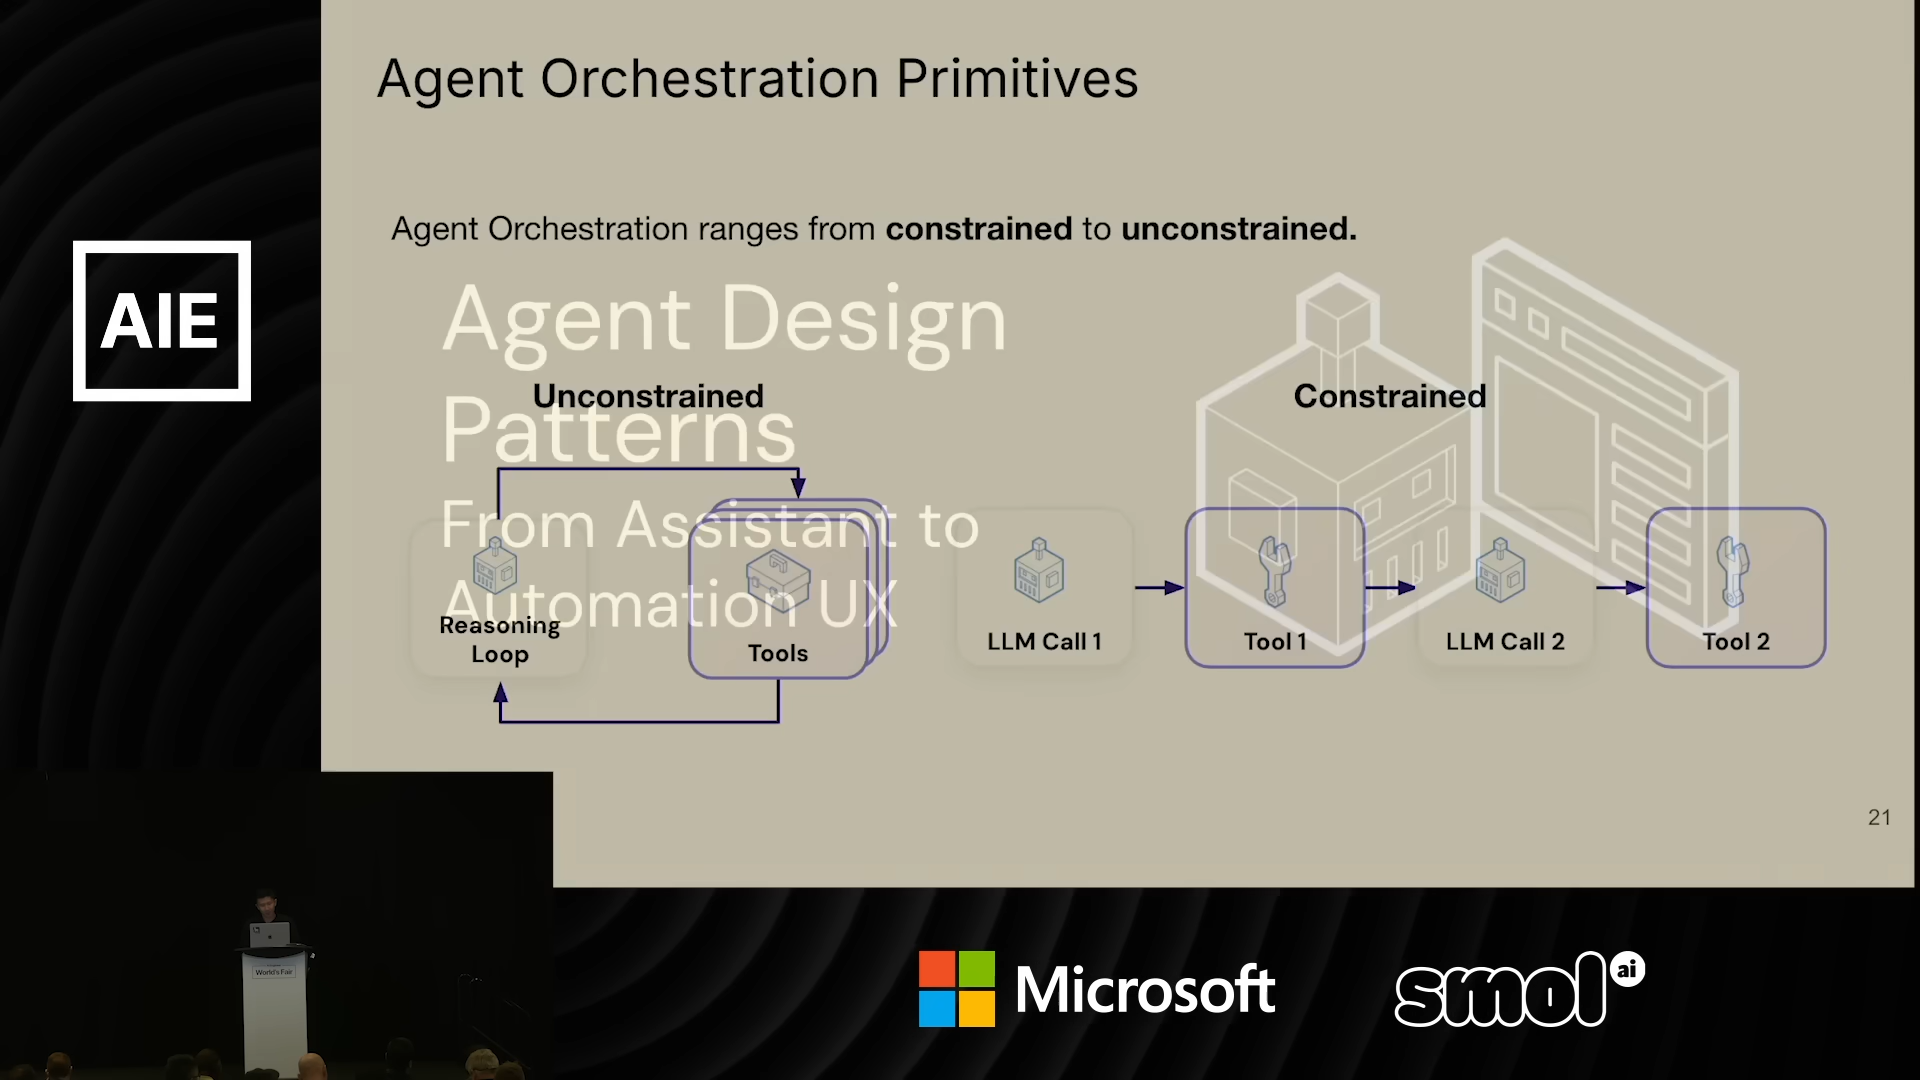 Agent Orchestration Primitives
Agent Orchestration ranges from constrained to unconstrained.
Agent Design
Patterns
From Assistant to
Automation UX
Unconstrained
Constrained
Reasoning
Loop
Tools
LLM Call 1
Tool 1
LLM Call 2
Tool 2
21
AIE
World's Fair
Microsoft
smol ai